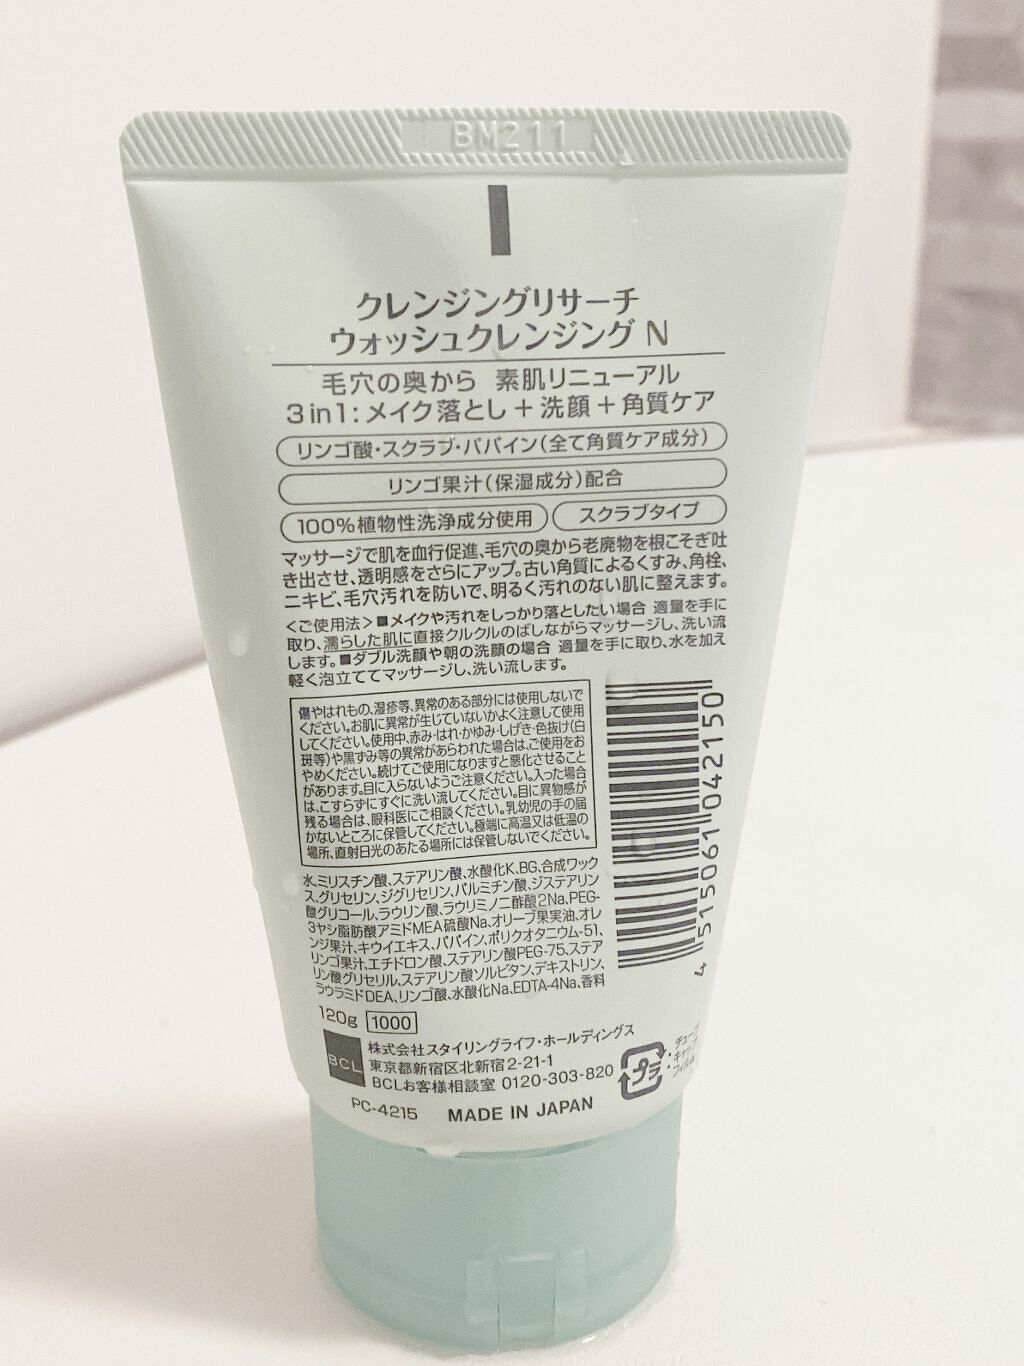 BM211
クレンジングリサーチ
ウォッシュクレンジング N
毛穴の奥から 素肌リニューアル
3in1:メイク落とし+洗顔+角質ケア
リンゴ酸・スクラブ・パパイン(全て角質ケア成分)
リンゴ果汁(保湿成分)配合
100%植物性洗浄成分使用
スクラブタイプ
マッサージで肌を血行促進、毛穴の奥から老廃物を根こそぎ吐
き出させ、透明感をさらにアップ。古い角質によるくすみ、角栓、
ニキビ、毛穴汚れを防いで、明るく汚れのない肌に整えます。
<ご使用法>■メイクや汚れをしっかり落としたい場合 適量を手に
取り、濡らした肌に直接クルクルのばしながらマッサージし、洗い流
します。■ダブル洗顔や朝の洗顔の場合 適量を手に取り、水を加え
軽く泡立ててマッサージし、洗い流します。
傷やはれもの、湿疹等、異常のある部分には使用しないで
ください。お肌に異常が生じていないかよく注意して使用
してください。使用中、赤み・はれ・かゆみ・しげき・色抜け(白
斑等)や黒ずみ等の異常があらわれた場合は、ご使用をお
やめください。続けてご使用になりますと悪化させること
があります。目に入らないようご注意ください。入った場合
は、こすらずにすぐに洗い流してください。目に異物感が
残る場合は、眼科医にご相談ください。乳幼児の手の届
かないところに保管してください。極端に高温又は低温の
場所、直射日光のあたる場所には保管しないでください。
水、ミリスチン酸、ステアリン酸、水酸化K、BG、合成ワック
ス、グリセリン、ジグリセリン、パルミチン酸、ジステアリン
酸グリコール、ラウリン酸、ラウリミノ二酢酸2Na、PEG-
3ヤシ脂肪酸アミドMEA硫酸Na、オリーブ果実油、オレ
ンジ果汁、キウイエキス、パパイン、ポリクオタニウム-51、
リンゴ果汁、エチドロン酸、ステアリン酸PEG-75、ステア
リン酸グリセリル、ステアリン酸ソルビタン、デキストリン、
ラウラミドDEA、リンゴ酸、水酸化Na、EDTA-4Na、香料
4 515061 042150
120g 1000
BCL
株式会社スタイリングライフ・ホールディングス
東京都新宿区北新宿2-21-1
BCLお客様相談室 0120-303-820
プラ
・チューブ
・キャップ
・フィルム
PC-4215 MADE IN JAPAN